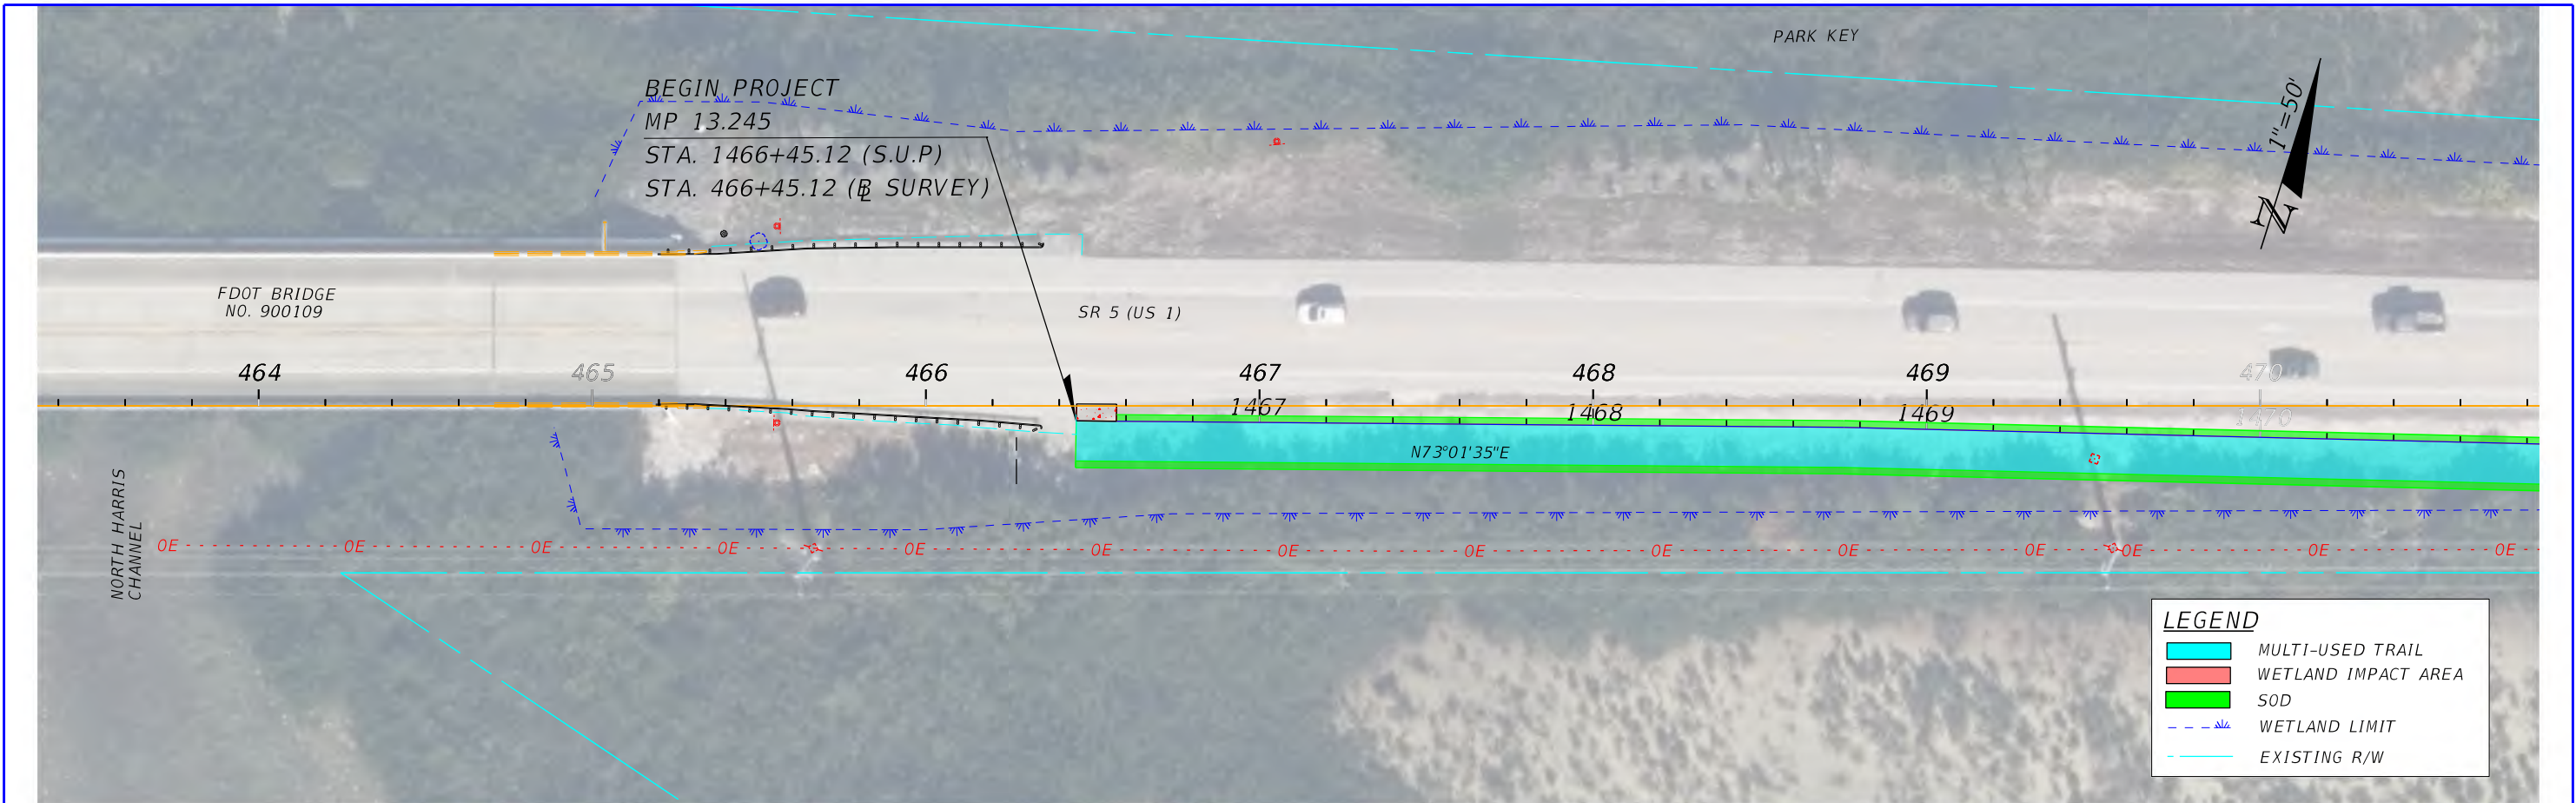 PARK KEY
BEGIN PROJECT
MP 13.245
STA. 1466+45.12 (S.U.P)
STA. 466+45.12 (BL SURVEY)
1"=50'
N
FDOT BRIDGE
NO. 900109
SR 5 (US 1)
464 465 466 467 468 469 470
1467 1468 1469 1470
N73°01'35"E
NORTH HARRIS
CHANNEL
OE OE OE OE OE OE OE OE OE OE OE OE OE
LEGEND
MULTI-USED TRAIL
WETLAND IMPACT AREA
SOD
WETLAND LIMIT
EXISTING R/W